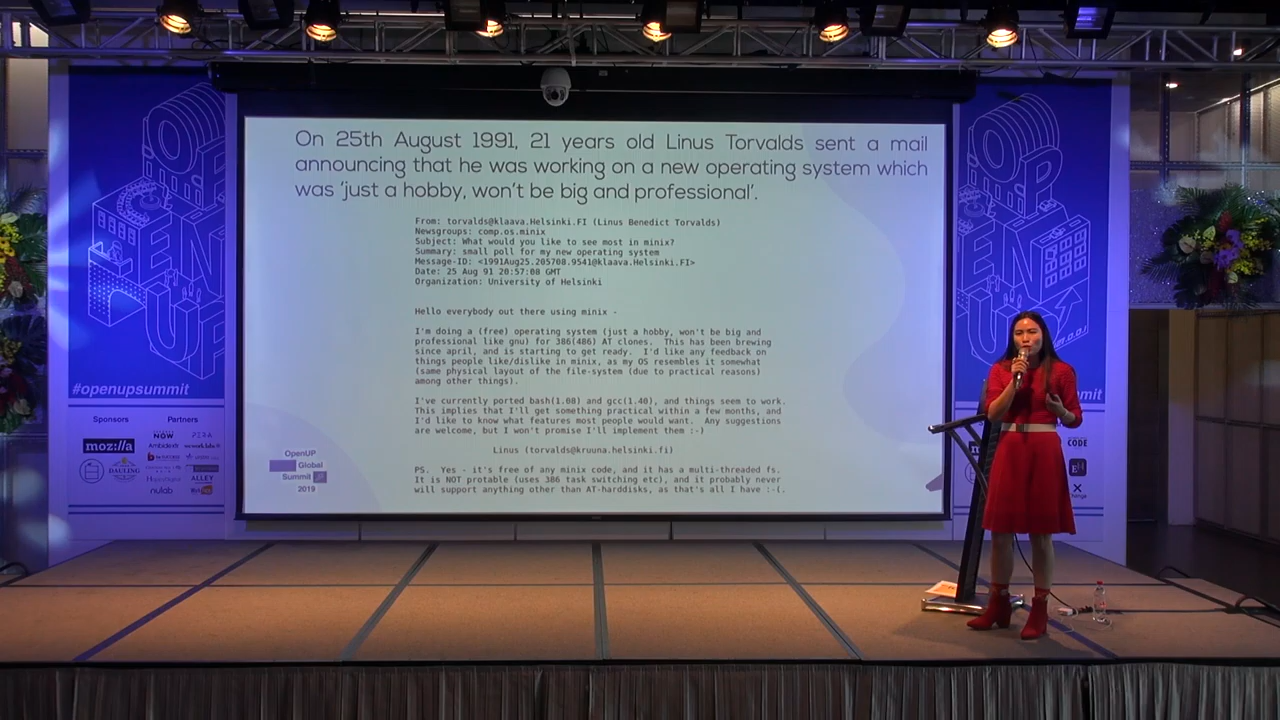 On 25th August 1991, 21 years old Linus Torvalds sent a mail
announcing that he was working on a new operating system which
was 'just a hobby, won't be big and professional'.
From: torvalds@klaava.Helsinki.FI (Linus Benedict Torvalds)
Newsgroups: comp.os.minix
Subject: What would you like to see most in minix?
Summary: small poll for my new operating system
Message-ID: <1991Aug25.205708.9541@klaava.Helsinki.FI>
Date: 25 Aug 91 20:57:08 GMT
Organization: University of Helsinki
Hello everybody out there using minix -
I'm doing a (free) operating system (just a hobby, won't be big and
professional like gnu) for 386(486) AT clones. This has been brewing
since april, and is starting to get ready. I'd like any feedback on
things people like/dislike in minix, as my OS resembles it somewhat
(same physical layout of the file-system (due to practical reasons)
among other things).
I've currently ported bash(1.08) and gcc(1.40), and things seem to work.
This implies that I'll get something practical within a few months, and
I'd like to know what features most people would want. Any suggestions
are welcome, but I won't promise I'll implement them :-)
Linus (torvalds@kruuna.helsinki.fi)
PS. Yes - it's free of any minix code, and it has a multi-threaded fs.
It is NOT protable (uses 386 task switching etc), and it probably never
will support anything other than AT-harddisks, as that's all I have :-(.
OpenUP
Global
Summit
2019
OPEN UP
#openupsummit
Sponsors Partners
moz://a
NOW
DAULING
ALLEY
nulab
OPEN UP
mit
CODE